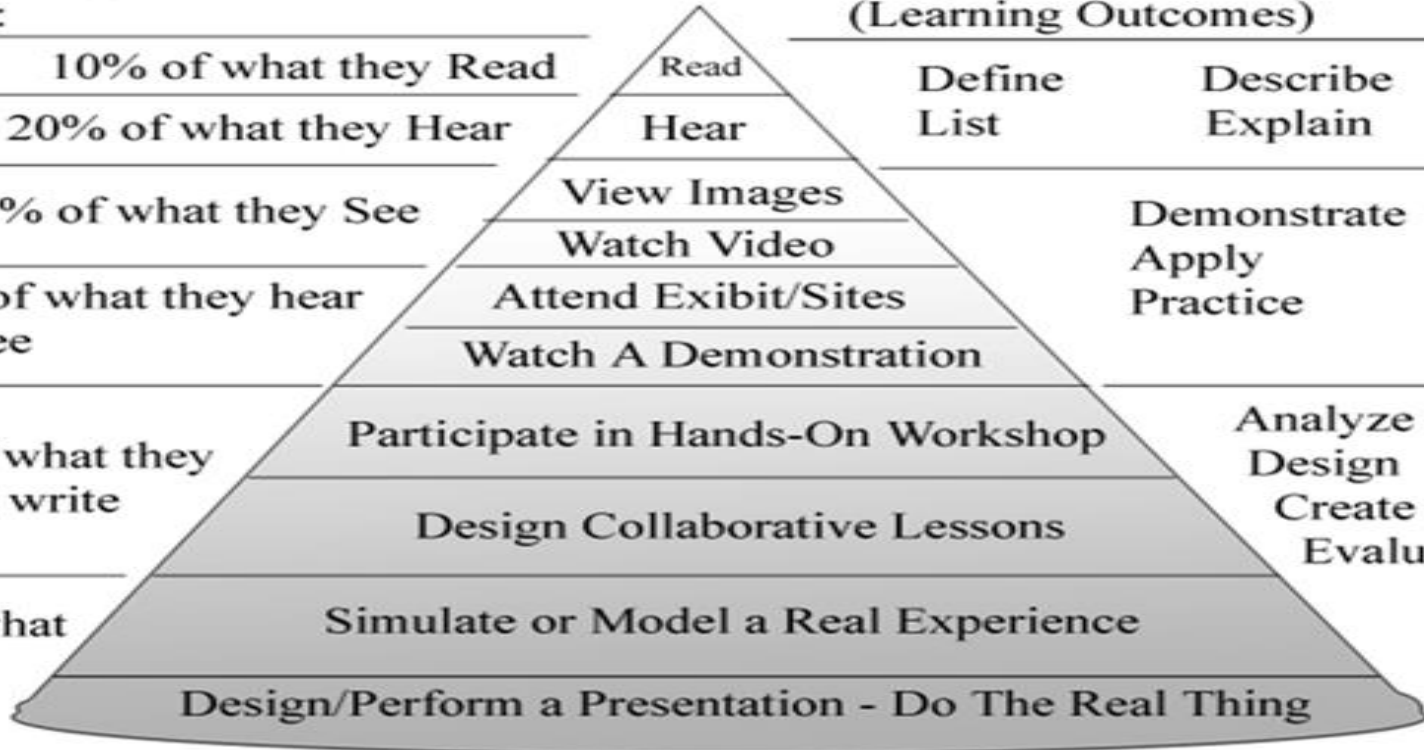 (Learning Outcomes)
10% of what they Read
Read
Define Describe
List Explain
20% of what they Hear
Hear
% of what they See
View Images
Watch Video
Demonstrate
Apply
Practice
of what they hear
ee
Attend Exibit/Sites
Watch A Demonstration
what they
write
Participate in Hands-On Workshop
Design Collaborative Lessons
Analyze
Design
Create
Evalu
hat
Simulate or Model a Real Experience
Design/Perform a Presentation - Do The Real Thing